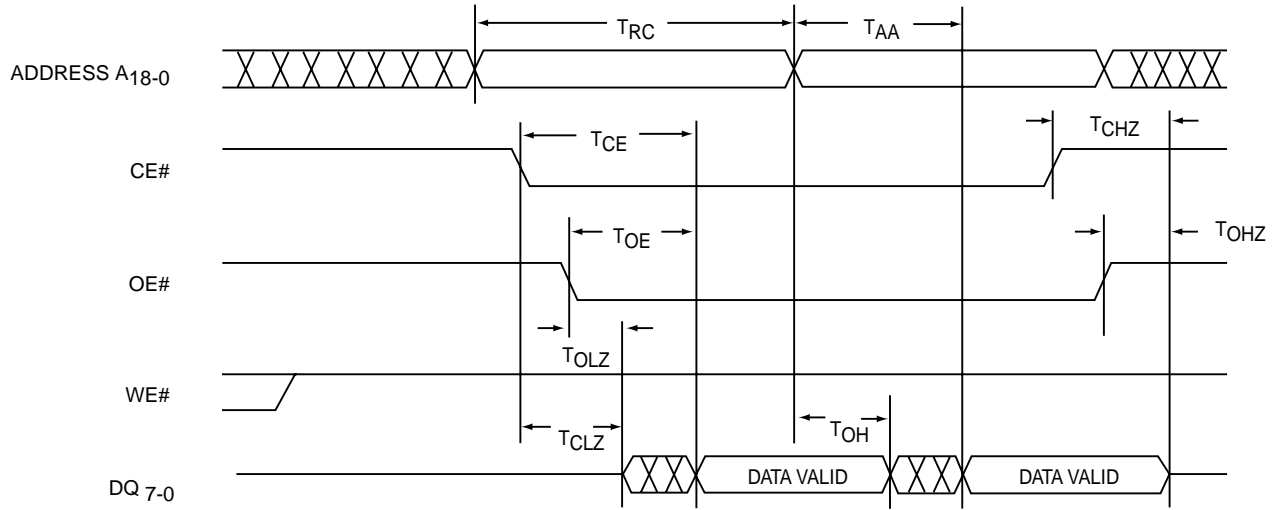 TRC TAA
ADDRESS A18-0
TCE TCHZ
CE#
TOE TOHZ
OE#
TOLZ
WE#
TCLZ TOH
DQ 7-0 DATA VALID DATA VALID